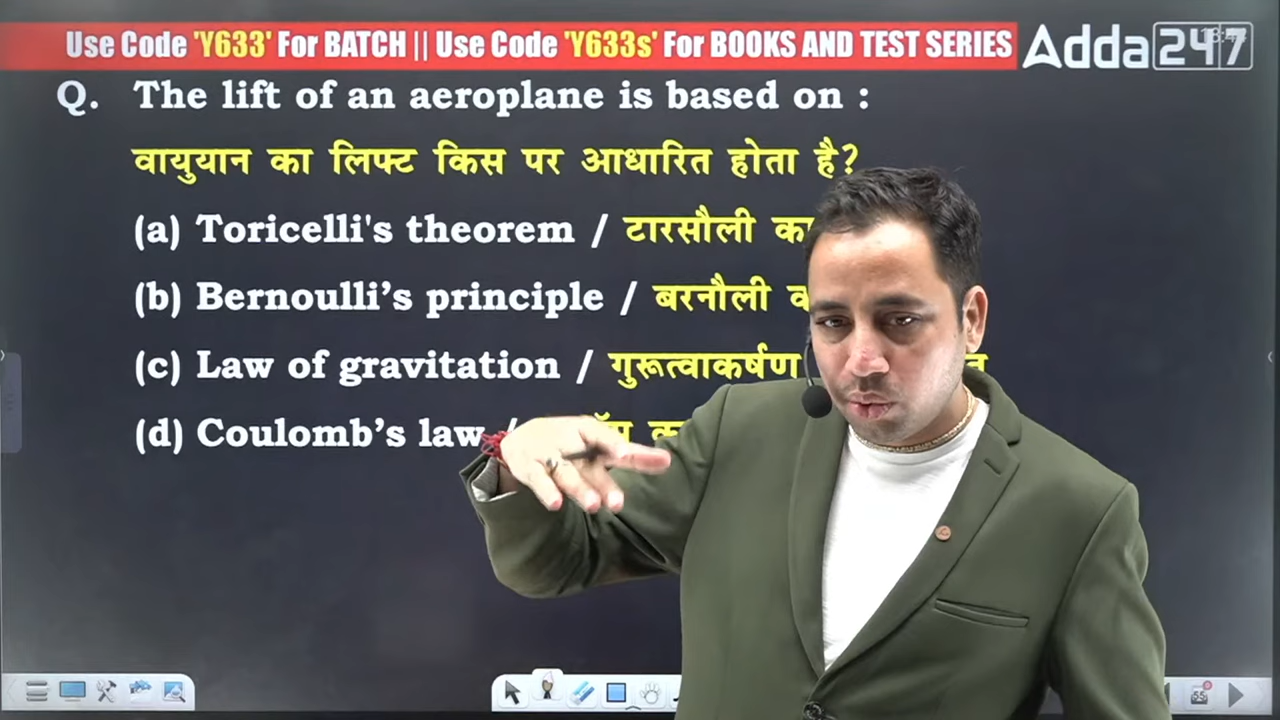 Use Code 'Y633' For BATCH || Use Code 'Y633s' For BOOKS AND TEST SERIES
Adda247
Q. The lift of an aeroplane is based on :
वायुयान का लिफ्ट किस पर आधारित होता है?
(a) Toricelli's theorem / टारसौली
(b) Bernoulli’s principle / बरनौली
(c) Law of gravitation / गुरूत्वाकर्षण
(d) Coulomb’s law /